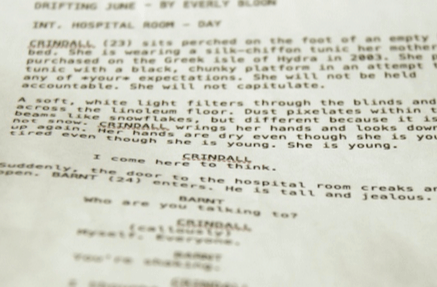 DRIFTING JUNE - BY EVERLY BLOOM
INT. HOSPITAL ROOM - DAY
CRINDALL (23) sits perched on the foot of an empty
bed. She is wearing a silk-chiffon tunic her mother
purchased on the Greek isle of Hydra in 2003. She p
tunic with a black, chunky platform in an attempt
any of *your* expectations. She will not be held
accountable. She will not capitulate.
A soft, white light filters through the blinds and
across the linoleum floor. Dust pixelates within t
beams like snowflakes, but different because it is
not snow. CRINDALL wrings her hands and looks down
up again. Her hands are dry even though she is you
tired even though she is young. She is young.
CRINDALL
I come here to think.
Suddenly, the door to the hospital room creaks a
open, BARNT (24) enters. He is tall and jealous.
BARNT
Who are you talking to?
CRINDALL
(callously)
Myself. Everyone.
BARNT
You're shaking.
CRINDALL